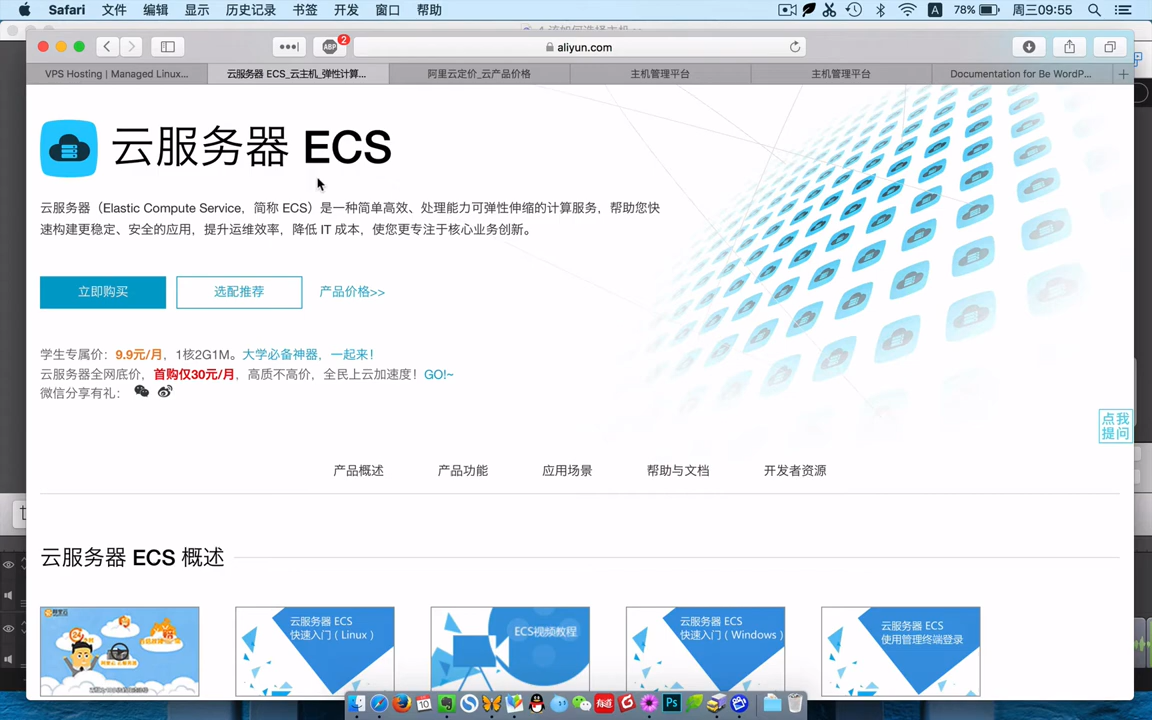 Safari 文件 编辑 显示 历史记录 书签 开发 窗口 帮助
A 78% 周三09:55
ABP 2 aliyun.com
VPS Hosting | Managed Linux... 云服务器 ECS_云主机_弹性计算... 阿里云定价_云产品价格 主机管理平台 主机管理平台 Documentation for Be WordP...
云服务器 ECS
云服务器（Elastic Compute Service，简称 ECS）是一种简单高效、处理能力可弹性伸缩的计算服务，帮助您快
速构建更稳定、安全的应用，提升运维效率，降低 IT 成本，使您更专注于核心业务创新。
立即购买 选配推荐 产品价格>>
学生专属价：9.9元/月，1核2G1M。大学必备神器，一起来！
云服务器全网底价，首购仅30元/月，高质不高价，全民上云加速度！GO!~
微信分享有礼：
点我
提问
产品概述 产品功能 应用场景 帮助与文档 开发者资源
云服务器 ECS 概述
阿里云
24
云服务器 ECS
快速入门（Linux）
ECS视频教程
云服务器 ECS
快速入门（Windows）
云服务器 ECS
使用管理终端登录
10
有道
Ps